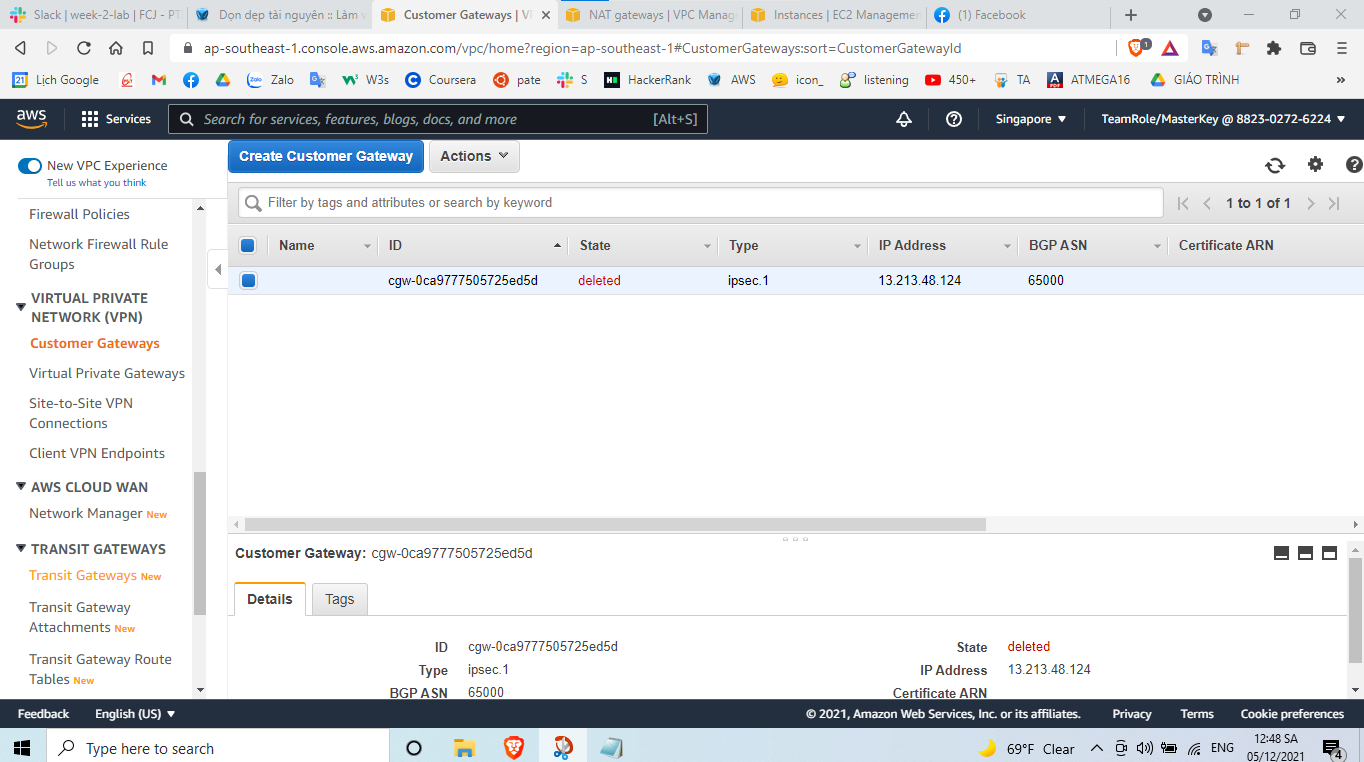 Slack | week-2-lab | FCJ - PT
Dọn dẹp tài nguyên :: Làm v
Customer Gateways | V
NAT gateways | VPC Manag
Instances | EC2 Managemen
(1) Facebook
ap-southeast-1.console.aws.amazon.com/vpc/home?region=ap-southeast-1#CustomerGateways:sort=CustomerGatewayId
1
21 Lịch Google
Zalo Zalo
W3s
Coursera
pate
S
HackerRank
AWS
icon_
listening
450+
TA
ATMEGA16
GIÁO TRÌNH
»
aws
Services
Search for services, features, blogs, docs, and more [Alt+S]
Singapore
TeamRole/MasterKey @ 8823-0272-6224
New VPC Experience
Tell us what you think
Firewall Policies
Network Firewall Rule
Groups
VIRTUAL PRIVATE
NETWORK (VPN)
Customer Gateways
Virtual Private Gateways
Site-to-Site VPN
Connections
Client VPN Endpoints
AWS CLOUD WAN
Network Manager New
TRANSIT GATEWAYS
Transit Gateways New
Transit Gateway
Attachments New
Transit Gateway Route
Tables New
Create Customer Gateway
Actions
Filter by tags and attributes or search by keyword
1 to 1 of 1
Name ID State Type IP Address BGP ASN Certificate ARN
cgw-0ca9777505725ed5d deleted ipsec.1 13.213.48.124 65000
Customer Gateway: cgw-0ca9777505725ed5d
Details Tags
ID cgw-0ca9777505725ed5d State deleted
Type ipsec.1 IP Address 13.213.48.124
BGP ASN 65000 Certificate ARN
Feedback English (US) © 2021, Amazon Web Services, Inc. or its affiliates. Privacy Terms Cookie preferences
Type here to search
69°F Clear
ENG
12:48 SA
05/12/2021
4